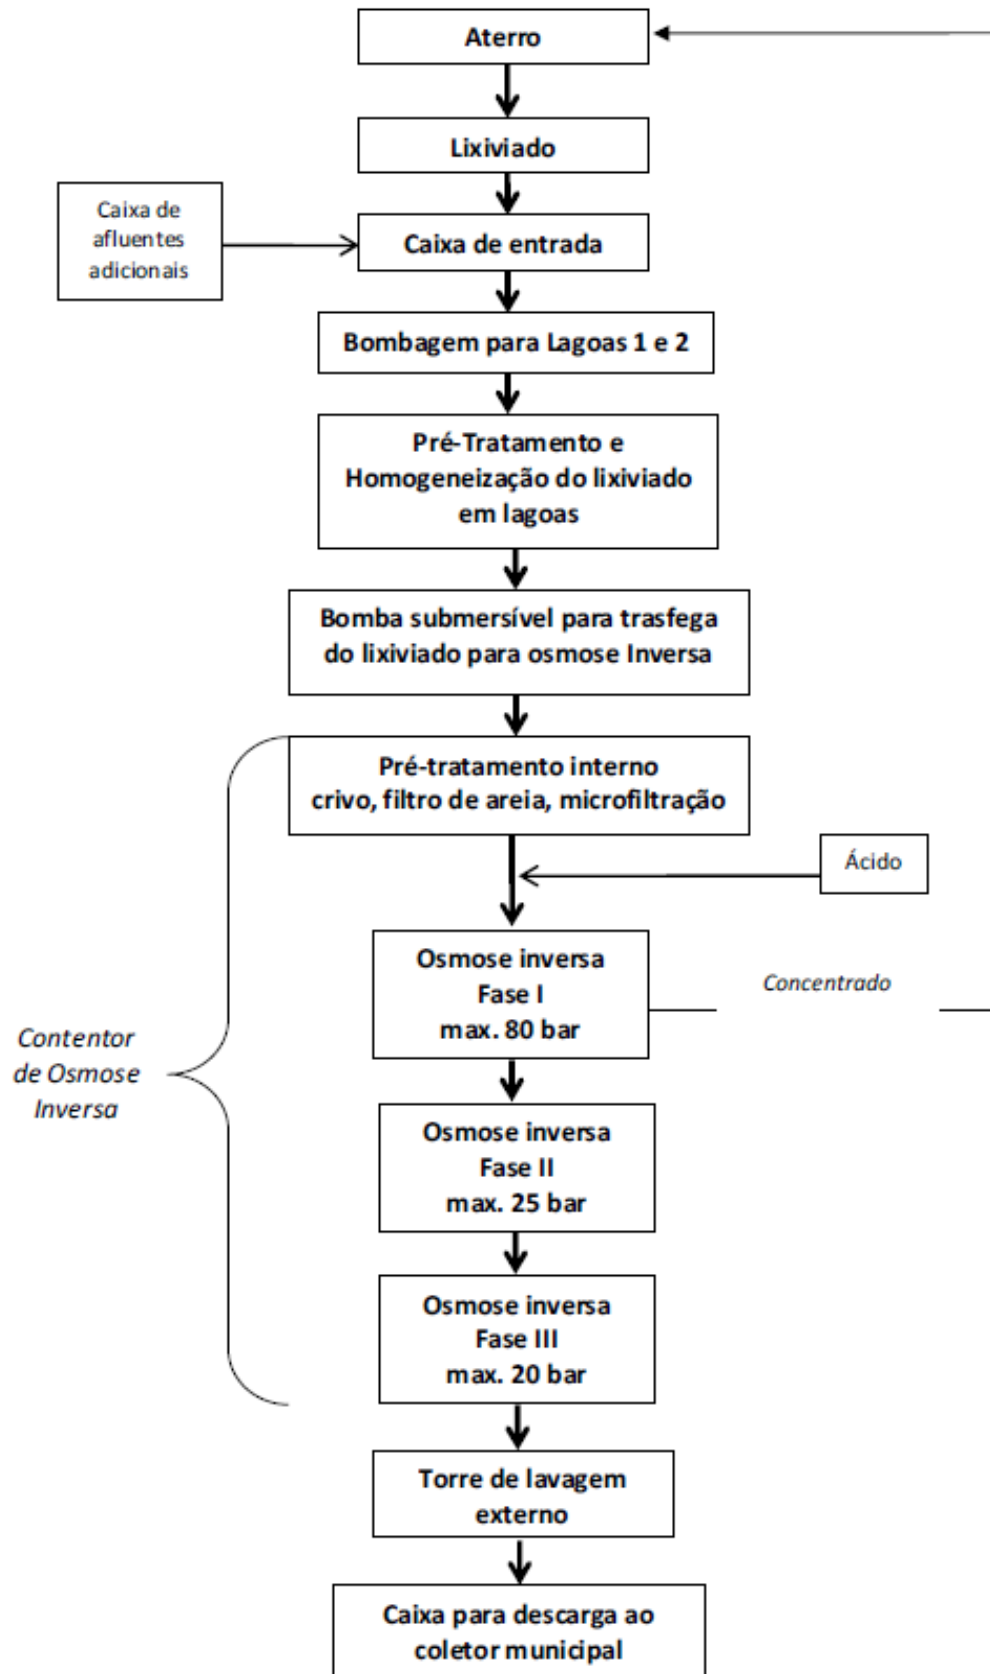 Aterro
Lixiviado
Caixa de
afluentes
adicionais
Caixa de entrada
Bombagem para Lagoas 1 e 2
Pré-Tratamento e
Homogeneização do lixiviado
em lagoas
Bomba submersível para trasfega
do lixiviado para osmose Inversa
Pré-tratamento interno
crivo, filtro de areia, microfiltração
Ácido
Osmose inversa
Fase I
max. 80 bar
Concentrado
Contentor
de Osmose
Inversa
Osmose inversa
Fase II
max. 25 bar
Osmose inversa
Fase III
max. 20 bar
Torre de lavagem
externo
Caixa para descarga ao
coletor municipal